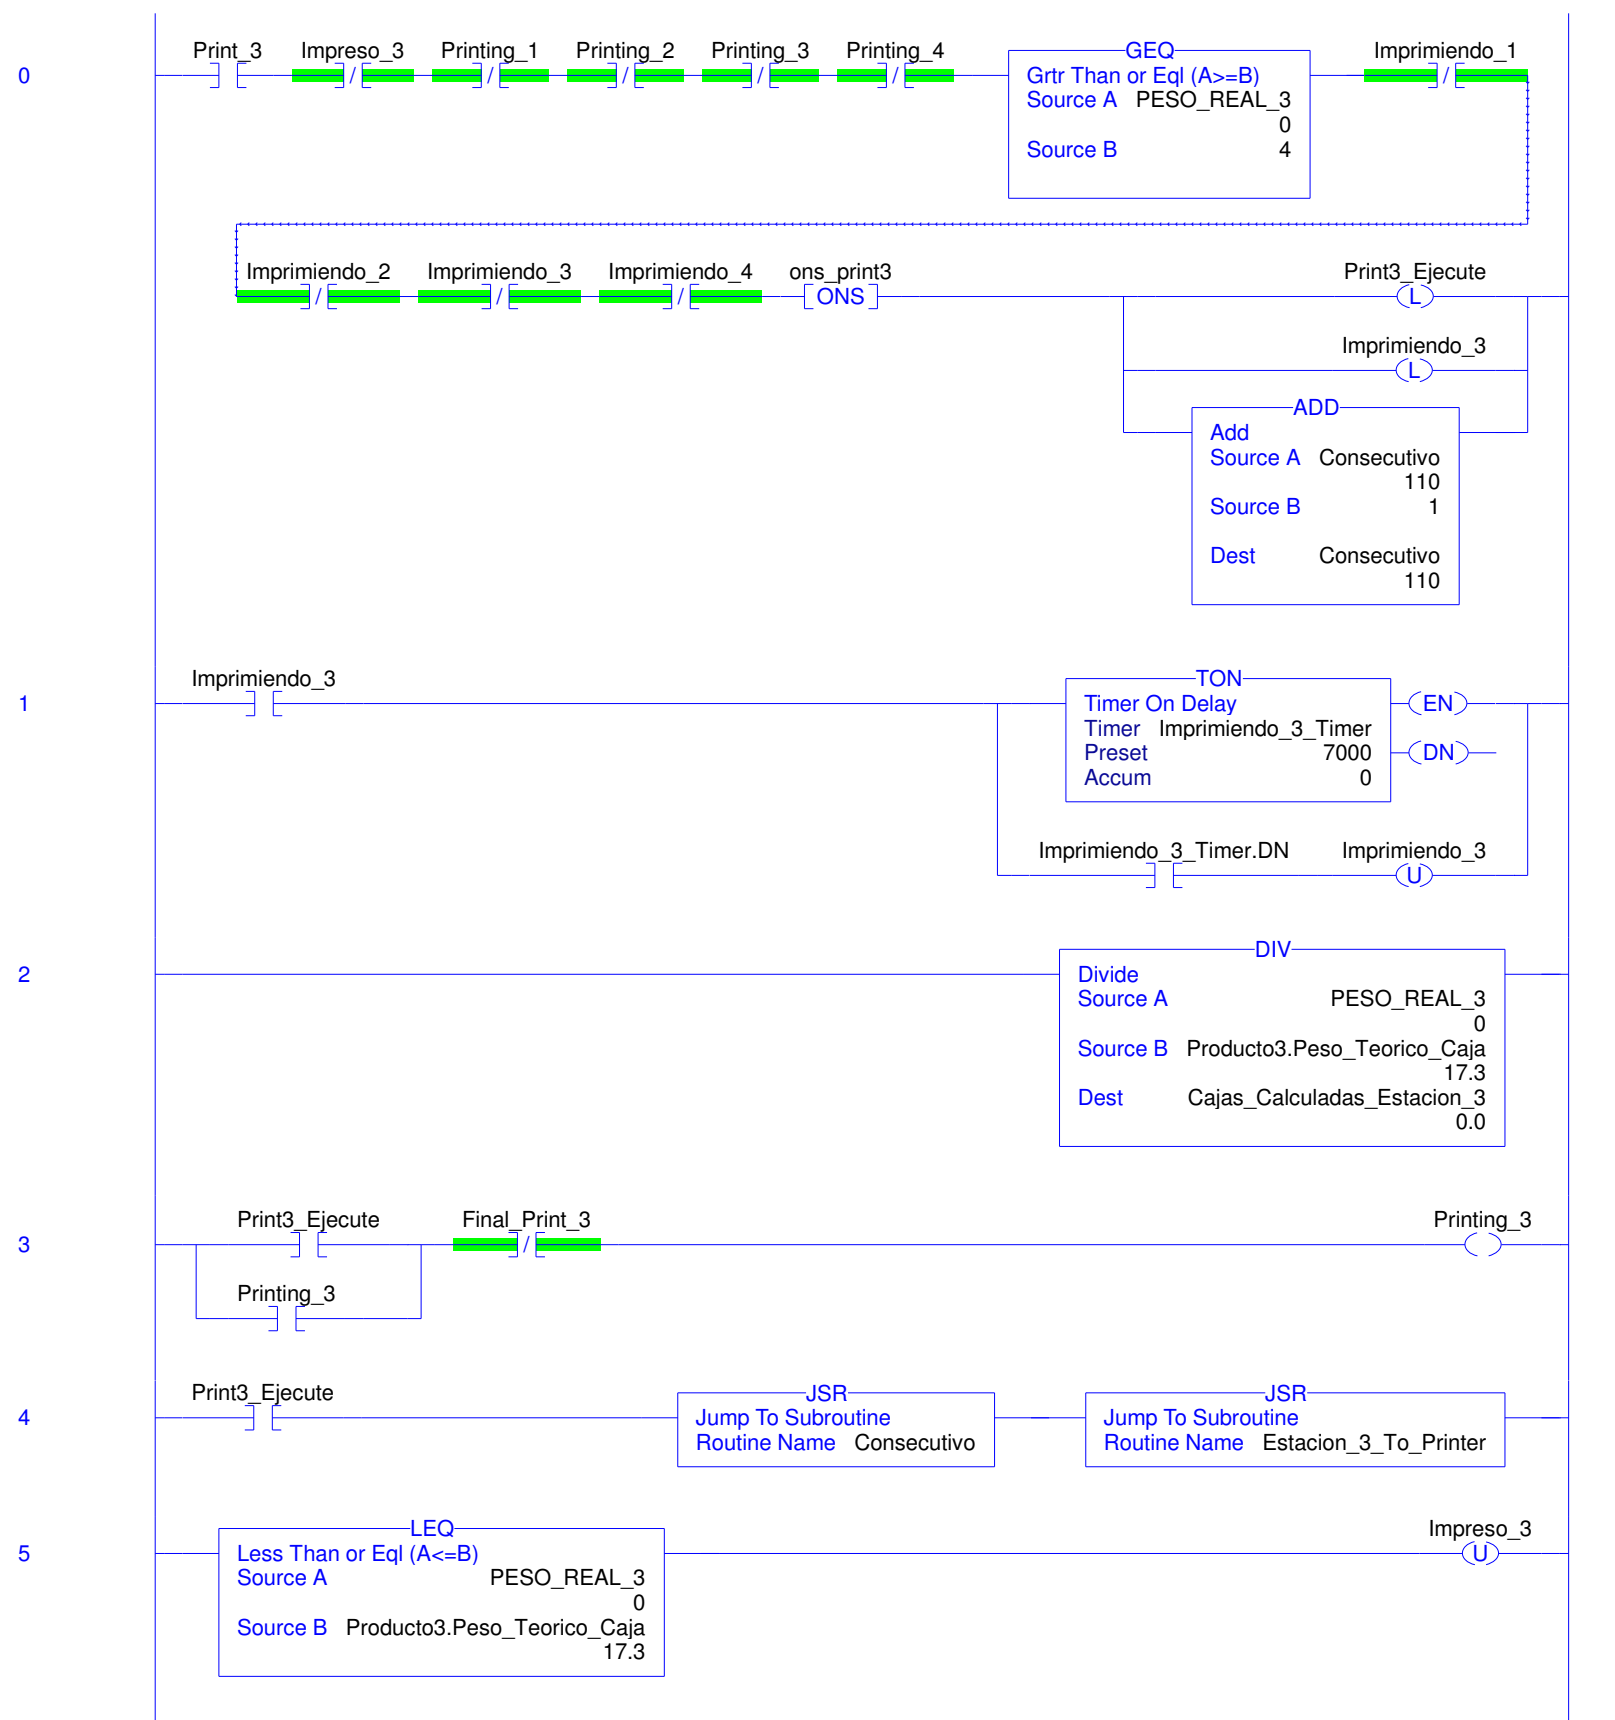 Print_3 Impreso_3 Printing_1 Printing_2 Printing_3 Printing_4 GEQ Imprimiendo_1
0 / / / / / Grtr Than or Eql (A>=B) /
Source A PESO_REAL_3
0
Source B 4
Imprimiendo_2 Imprimiendo_3 Imprimiendo_4 ons_print3 Print3_Ejecute
/ / / ONS L
Imprimiendo_3
L
ADD
Add
Source A Consecutivo
110
Source B 1
Dest Consecutivo
110
Imprimiendo_3 TON
1 Timer On Delay EN
Timer Imprimiendo_3_Timer
Preset 7000 DN
Accum 0
Imprimiendo_3_Timer.DN Imprimiendo_3
U
DIV
2 Divide
Source A PESO_REAL_3
0
Source B Producto3.Peso_Teorico_Caja
17.3
Dest Cajas_Calculadas_Estacion_3
0.0
Print3_Ejecute Final_Print_3 Printing_3
3 /
Printing_3
Print3_Ejecute JSR JSR
4 Jump To Subroutine Jump To Subroutine
Routine Name Consecutivo Routine Name Estacion_3_To_Printer
LEQ Impreso_3
5 Less Than or Eql (A<=B) U
Source A PESO_REAL_3
0
Source B Producto3.Peso_Teorico_Caja
17.3